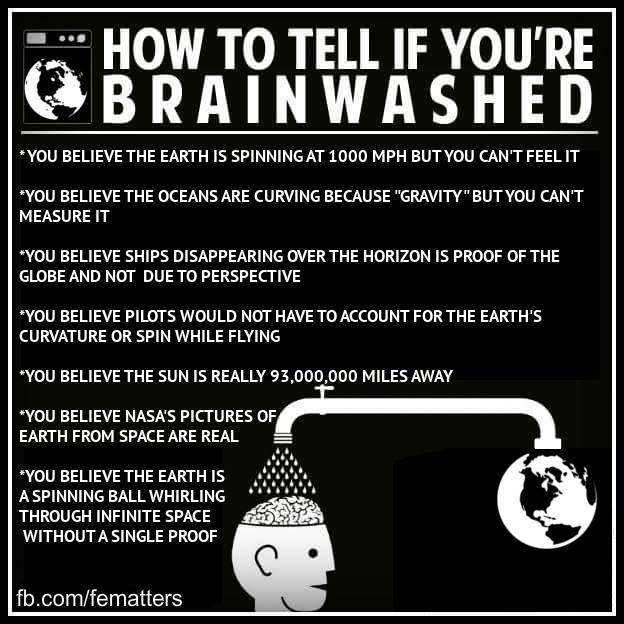 HOW TO TELL IF YOU'RE
BRAINWASHED
* YOU BELIEVE THE EARTH IS SPINNING AT 1000 MPH BUT YOU CAN'T FEEL IT
*YOU BELIEVE THE OCEANS ARE CURVING BECAUSE "GRAVITY" BUT YOU CAN'T
MEASURE IT
*YOU BELIEVE SHIPS DISAPPEARING OVER THE HORIZON IS PROOF OF THE
GLOBE AND NOT DUE TO PERSPECTIVE
*YOU BELIEVE PILOTS WOULD NOT HAVE TO ACCOUNT FOR THE EARTH'S
CURVATURE OR SPIN WHILE FLYING
*YOU BELIEVE THE SUN IS REALLY 93,000,000 MILES AWAY
*YOU BELIEVE NASA'S PICTURES OF
EARTH FROM SPACE ARE REAL
*YOU BELIEVE THE EARTH IS
A SPINNING BALL WHIRLING
THROUGH INFINITE SPACE
WITHOUT A SINGLE PROOF
fb.com/fematters